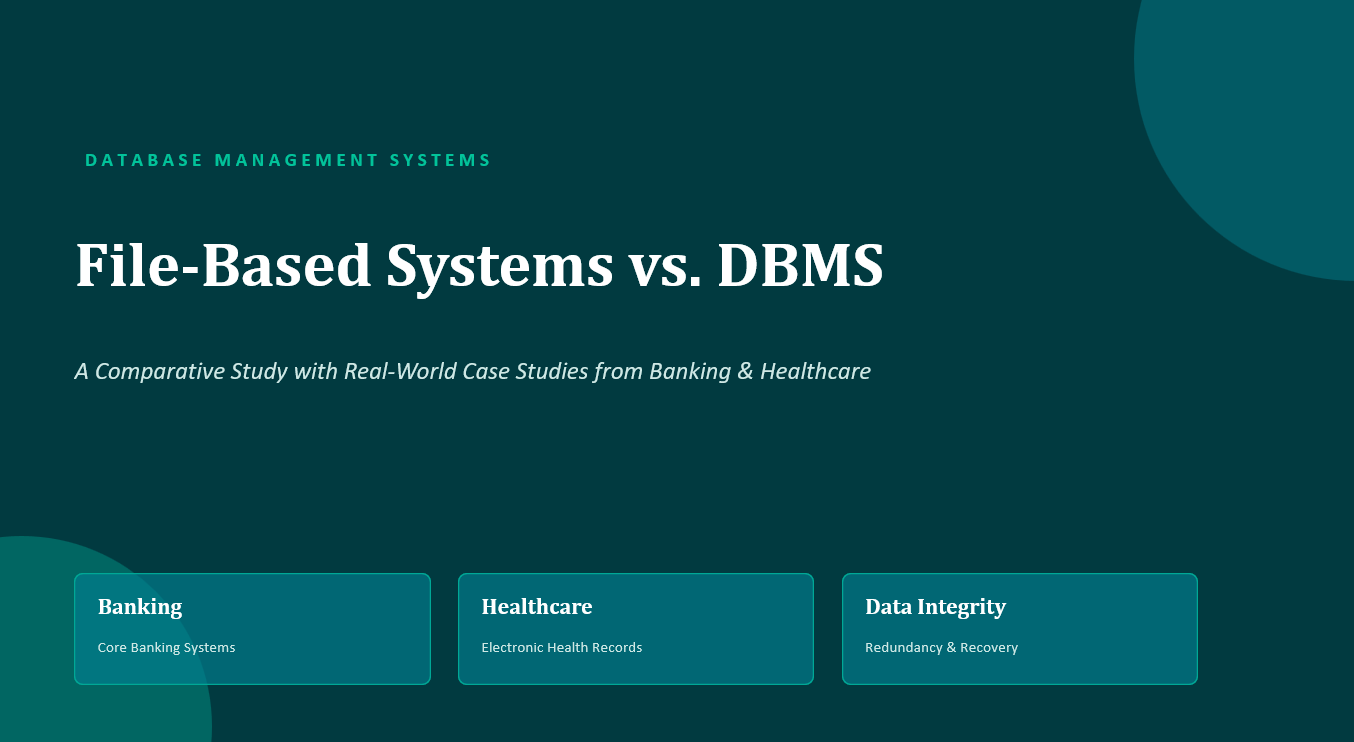 DATABASE MANAGEMENT SYSTEMS
File-Based Systems vs. DBMS
A Comparative Study with Real-World Case Studies from Banking & Healthcare
Banking
Core Banking Systems
Healthcare
Electronic Health Records
Data Integrity
Redundancy & Recovery